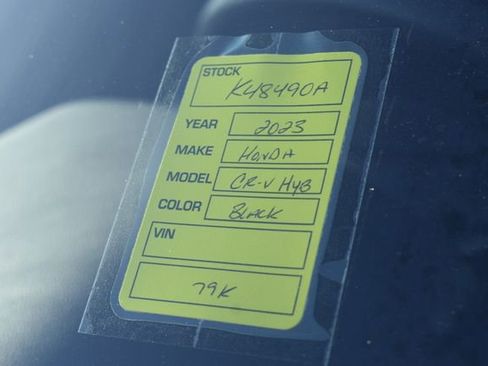 STOCK
K48490A
YEAR 2023
MAKE HONDA
MODEL CR-V HYB
COLOR BLACK
VIN
79K